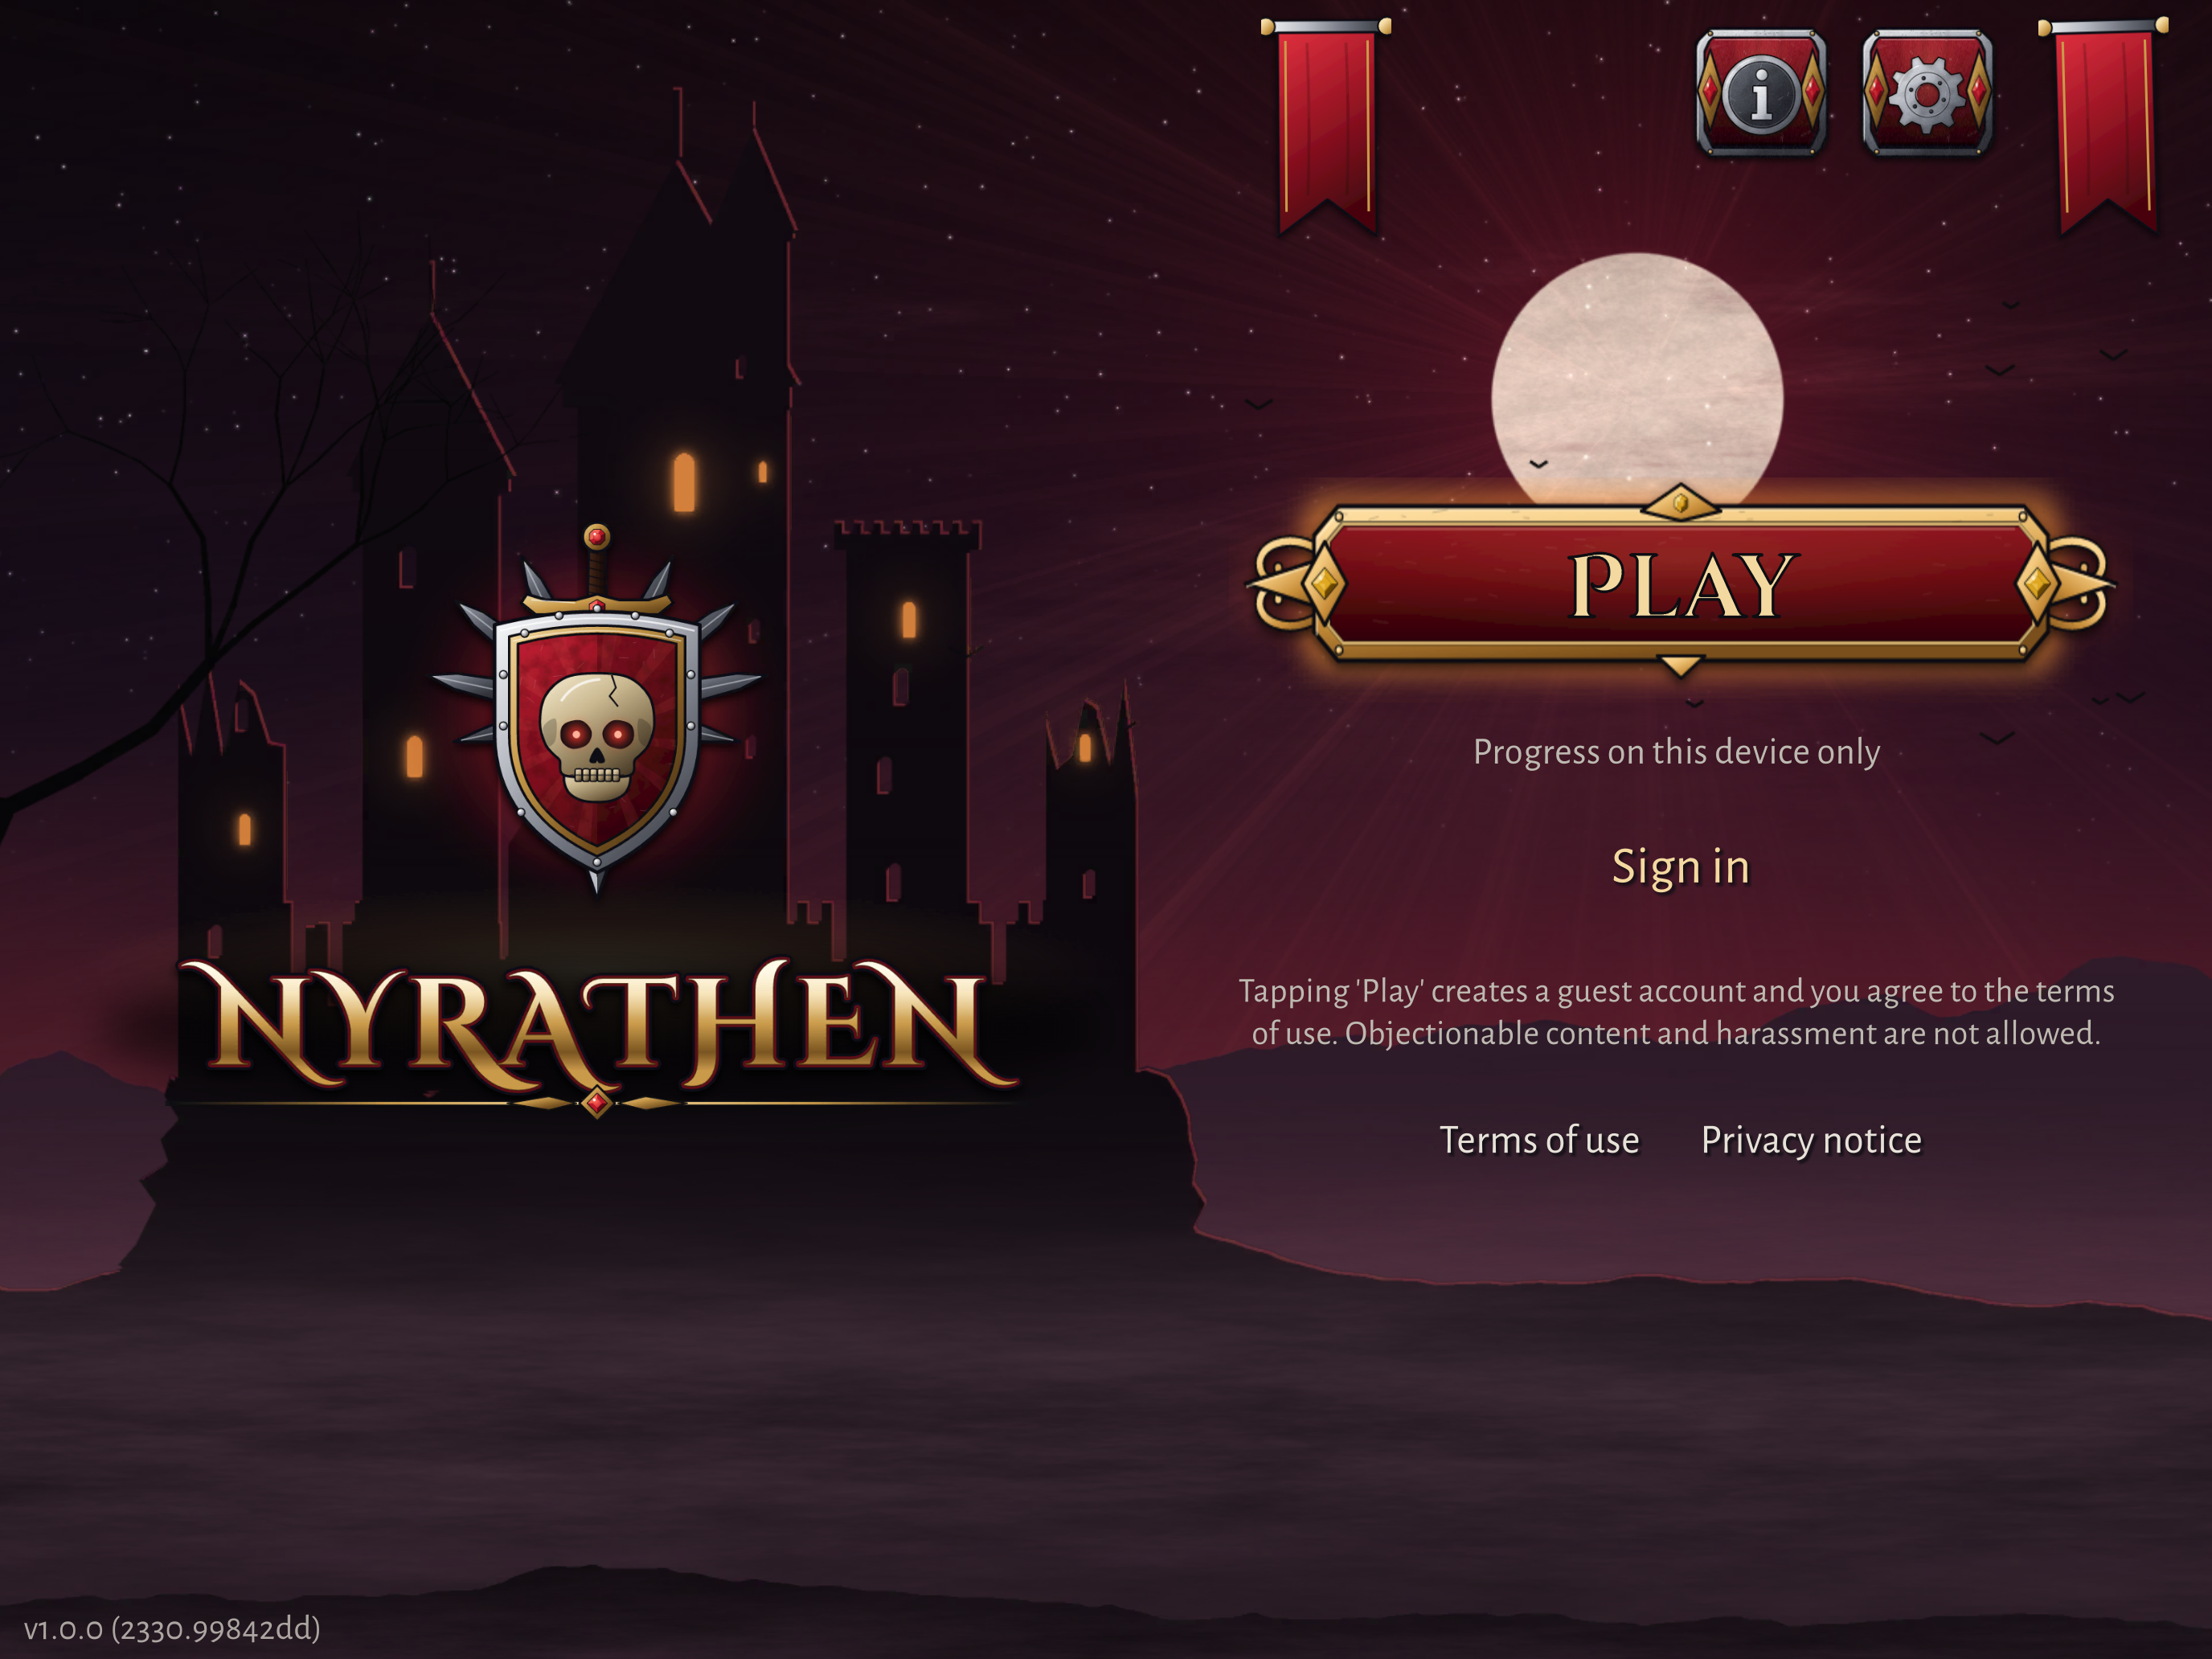 NYRATHEN
PLAY
Progress on this device only
Sign in
Tapping 'Play' creates a guest account and you agree to the terms
of use. Objectionable content and harassment are not allowed.
Terms of use
Privacy notice
v1.0.0 (2330.99842dd)